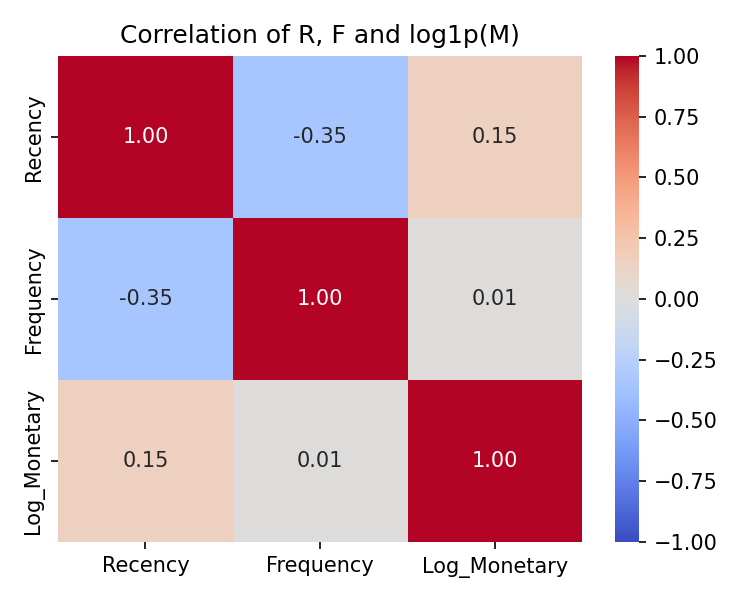 Correlation of R, F and log1p(M)
Recency
1.00
-0.35
0.15
Frequency
-0.35
1.00
0.01
Log_Monetary
0.15
0.01
1.00
Recency
Frequency
Log_Monetary
1.00
0.75
0.50
0.25
0.00
−0.25
−0.50
−0.75
−1.00